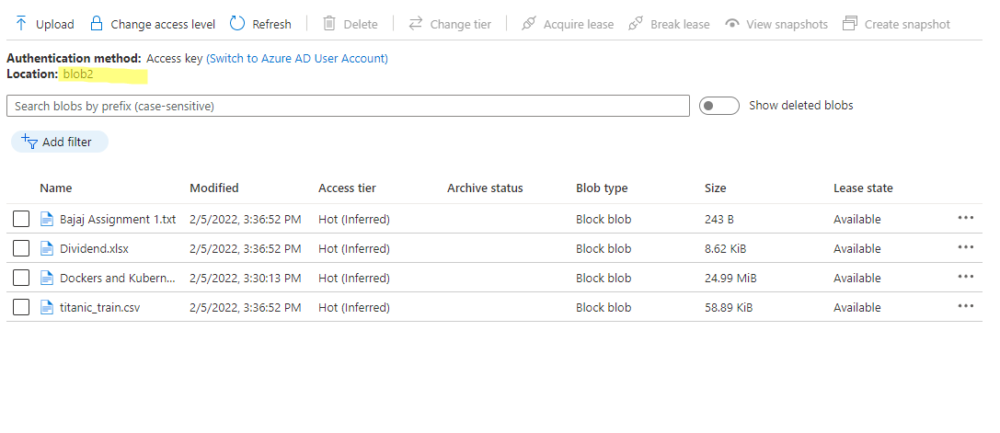 Upload Change access level Refresh Delete Change tier Acquire lease Break lease View snapshots Create snapshot
Authentication method: Access key (Switch to Azure AD User Account)
Location: blob2
Search blobs by prefix (case-sensitive) Show deleted blobs
Add filter
Name Modified Access tier Archive status Blob type Size Lease state
Bajaj Assignment 1.txt 2/5/2022, 3:36:52 PM Hot (Inferred) Block blob 243 B Available
Dividend.xlsx 2/5/2022, 3:36:52 PM Hot (Inferred) Block blob 8.62 KiB Available
Dockers and Kubern... 2/5/2022, 3:30:13 PM Hot (Inferred) Block blob 24.99 MiB Available
titanic_train.csv 2/5/2022, 3:36:52 PM Hot (Inferred) Block blob 58.89 KiB Available